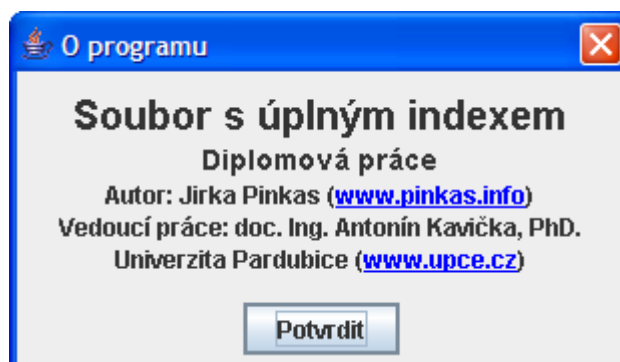 O programu
Soubor s úplným indexem
Diplomová práce
Autor: Jirka Pinkas (www.pinkas.info)
Vedoucí práce: doc. Ing. Antonín Kavička, PhD.
Univerzita Pardubice (www.upce.cz)
Potvrdit